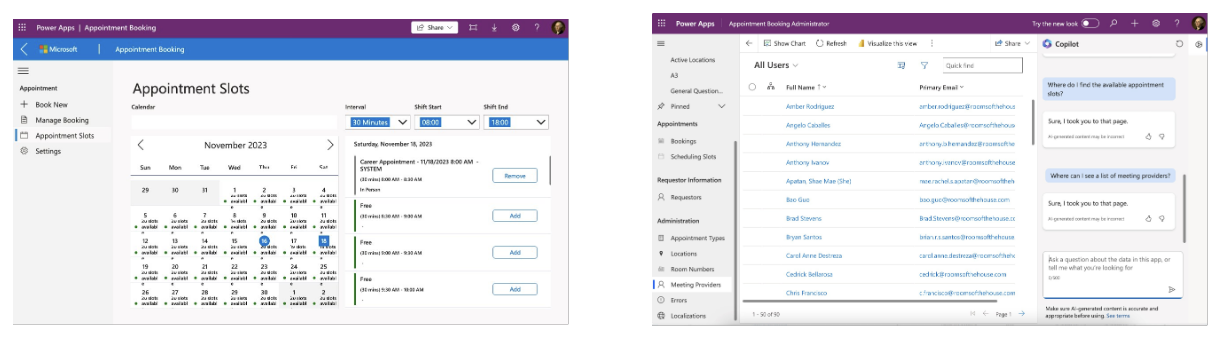 Power Apps | Appointment Booking
Share
?
Microsoft | Appointment Booking
Appointment
Book New
Manage Booking
Appointment Slots
Settings
Appointment Slots
Calendar
November 2023
Sun Mon Tue Wed Thu Fri Sat
29 30 31 1 2 3 4
5 6 7 8 9 10 11
12 13 14 15 16 17 18
19 20 21 22 23 24 25
26 27 28 29 30 1 2
Interval Shift Start Shift End
30 Minutes 08:00 18:00
Saturday, November 18, 2023
Career Appointment - 11/18/2023 8:00 AM -
SYSTEM
(30 mins) 8:00 AM - 8:30 AM
In Person
Remove
Free
(30 mins) 8:30 AM - 9:00 AM
Add
Free
(30 mins) 9:00 AM - 9:30 AM
Add
Free
(30 mins) 9:30 AM - 10:00 AM
Add
Power Apps Appointment Booking Administrator
Try the new look
?
Active Locations
A3
General Question...
Pinned
Appointments
Bookings
Scheduling Slots
Requestor Information
Requestors
Administration
Appointment Types
Locations
Room Numbers
Meeting Providers
Errors
Localizations
Show Chart Refresh Visualize this view Share
All Users
Quick find
Full Name Primary Email
Amber Rodriguez amber.rodriguez@roomsofthehous
Angelo Caballes Angelo.Caballes@roomsofthehous
Anthony Hernandez anthony.b.hernandez@roomsofthe
Anthony Ivanov anthony.ivanov@roomsofthehouse
Apatan, Shae Mae (She) mae.rachel.s.apatan@roomsoftheh
Bao Guo bao.guo@roomsofthehouse.com
Brad Stevens Brad.Stevens@roomsofthehouse.cc
Bryan Santos brian.r.s.santos@roomsofthehouse
Carol Anne Destreza carol.anne.destreza@roomsofthehc
Cedrick Bellarosa cedrick@roomsofthehouse.com
Chris Francisco c.francisco@roomsofthehouse.com
1 - 50 of 90
Page 1
Copilot
Where do I find the available appointment
slots?
Sure, I took you to that page.
AI-generated content may be incorrect
Where can I see a list of meeting providers?
Sure, I took you to that page.
AI-generated content may be incorrect
Ask a question about the data in this app, or
tell me what you're looking for
Make sure AI-generated content is accurate and
appropriate before using. See terms